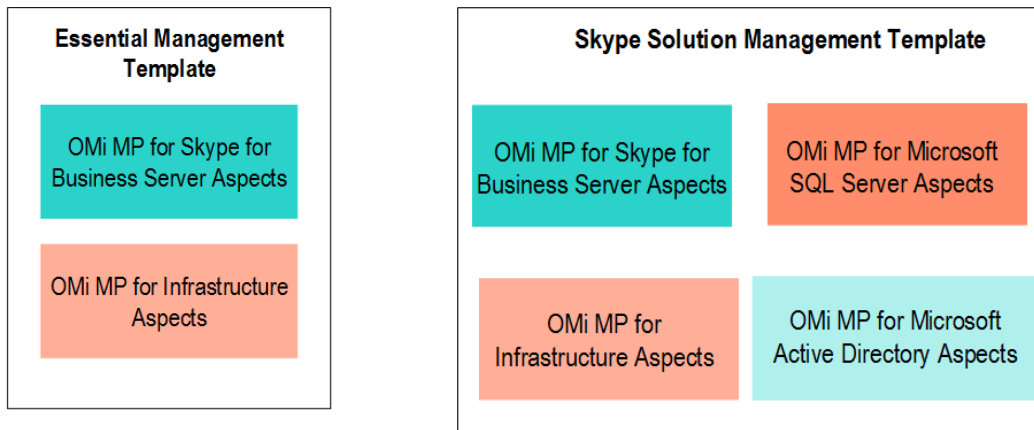 Essential Management
Template
OMi MP for Skype for
Business Server Aspects
OMi MP for Infrastructure
Aspects
Skype Solution Management Template
OMi MP for Skype for
Business Server Aspects
OMi MP for Microsoft
SQL Server Aspects
OMi MP for
Infrastructure Aspects
OMi MP for Microsoft
Active Directory Aspects